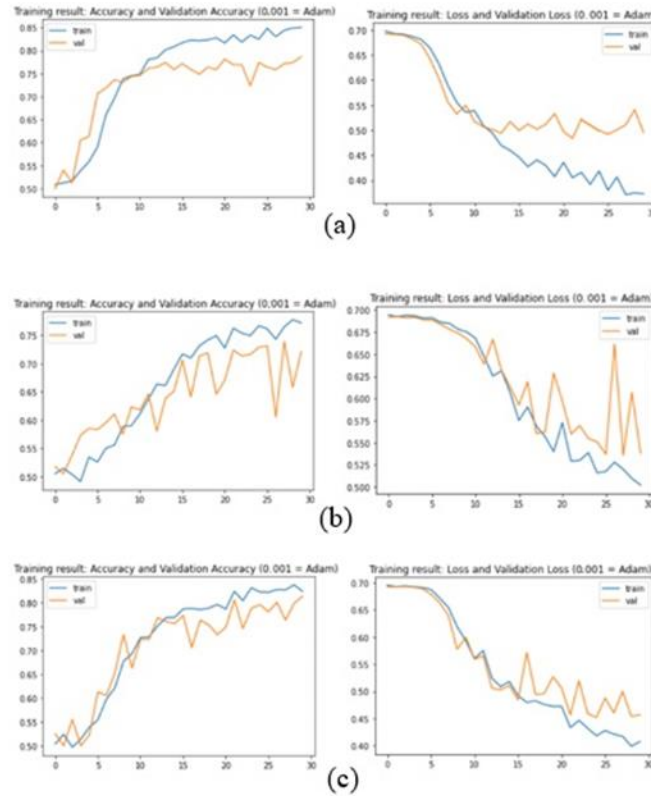 Training result: Accuracy and Validation Accuracy (0.001 = Adam)
train
val
0.85
0.80
0.75
0.70
0.65
0.60
0.55
0.50
0 5 10 15 20 25 30
Training result: Loss and Validation Loss (0.001 = Adam)
train
val
0.70
0.65
0.60
0.55
0.50
0.45
0.40
0 5 10 15 20 25 30
(a)
Training result: Accuracy and Validation Accuracy (0.001 = Adam)
train
val
0.75
0.70
0.65
0.60
0.55
0.50
0 5 10 15 20 25 30
Training result: Loss and Validation Loss (0.001 = Adam)
train
val
0.700
0.675
0.650
0.625
0.600
0.575
0.550
0.525
0.500
0 5 10 15 20 25 30
(b)
Training result: Accuracy and Validation Accuracy (0.001 = Adam)
train
val
0.85
0.80
0.75
0.70
0.65
0.60
0.55
0.50
0 5 10 15 20 25 30
Training result: Loss and Validation Loss (0.001 = Adam)
train
val
0.70
0.65
0.60
0.55
0.50
0.45
0.40
0 5 10 15 20 25 30
(c)